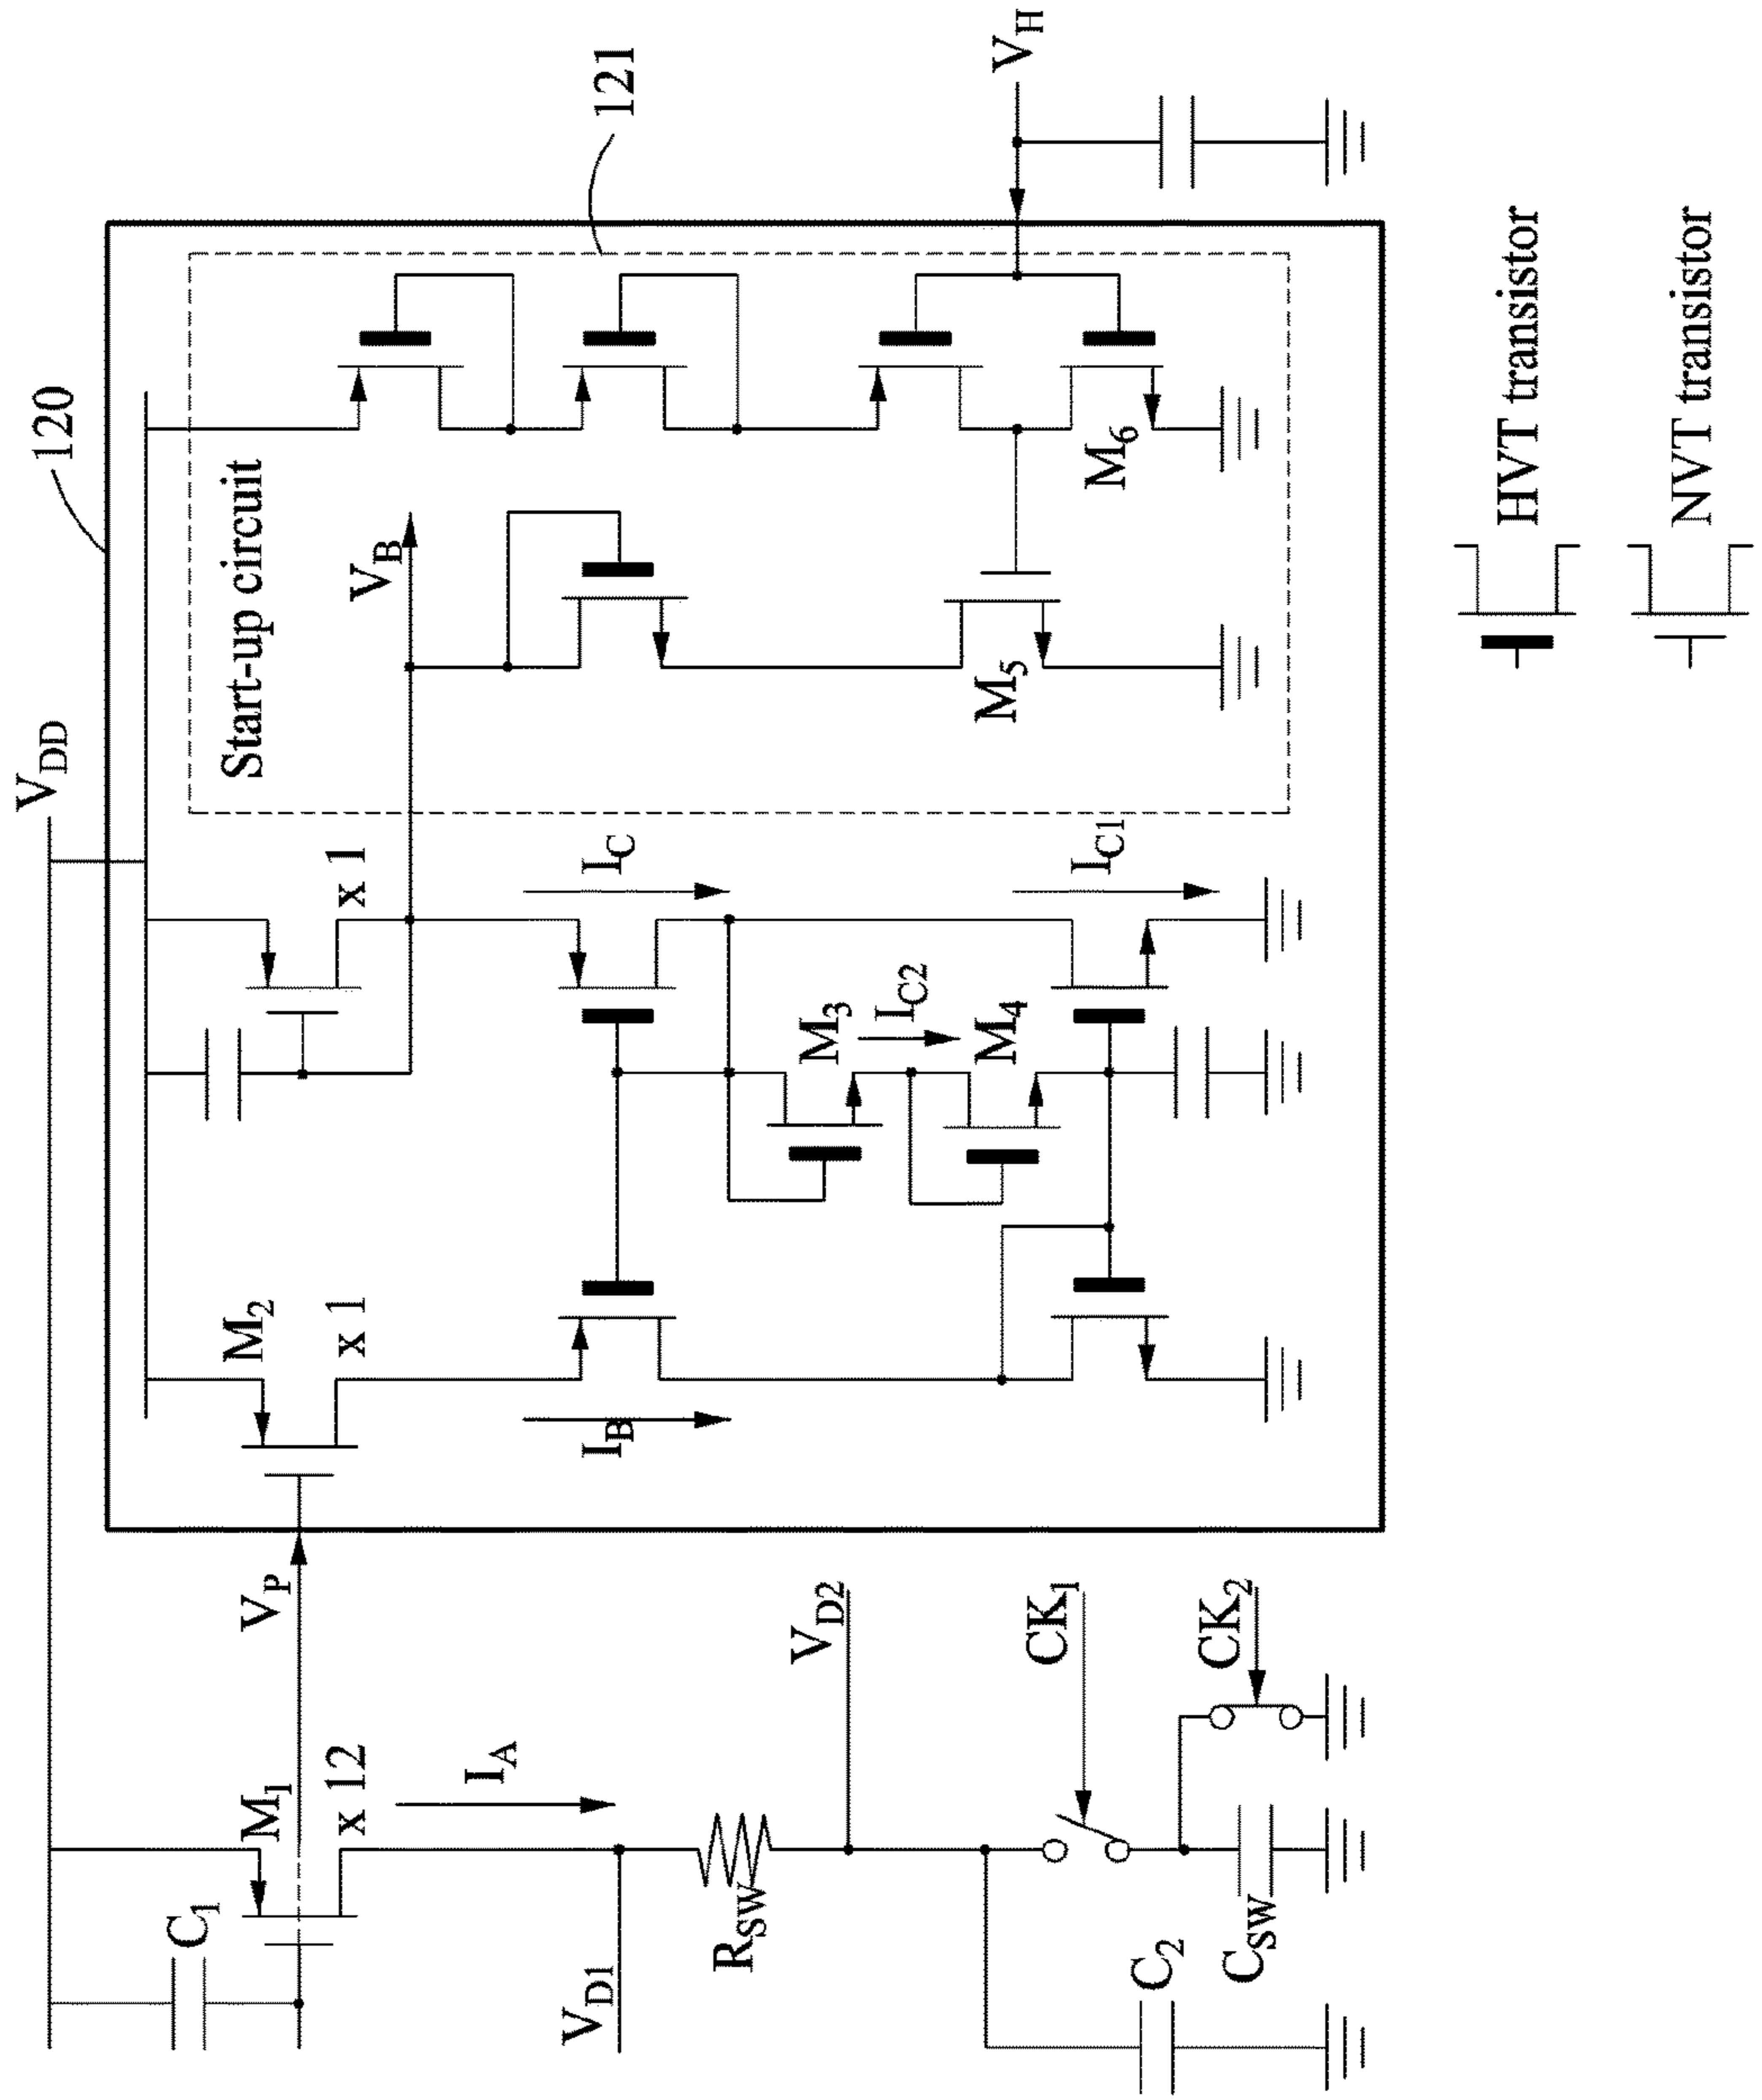 V_DD
120
C_1
M_1
x 12
V_P
M_2
x 1
x 1
Start-up circuit
121
V_B
I_A
I_B
I_C
V_D1
R_SW
V_D2
M_3
I_C2
M_4
I_C1
M_5
M_6
V_H
CK_1
CK_2
C_2
C_SW
HVT transistor
NVT transistor